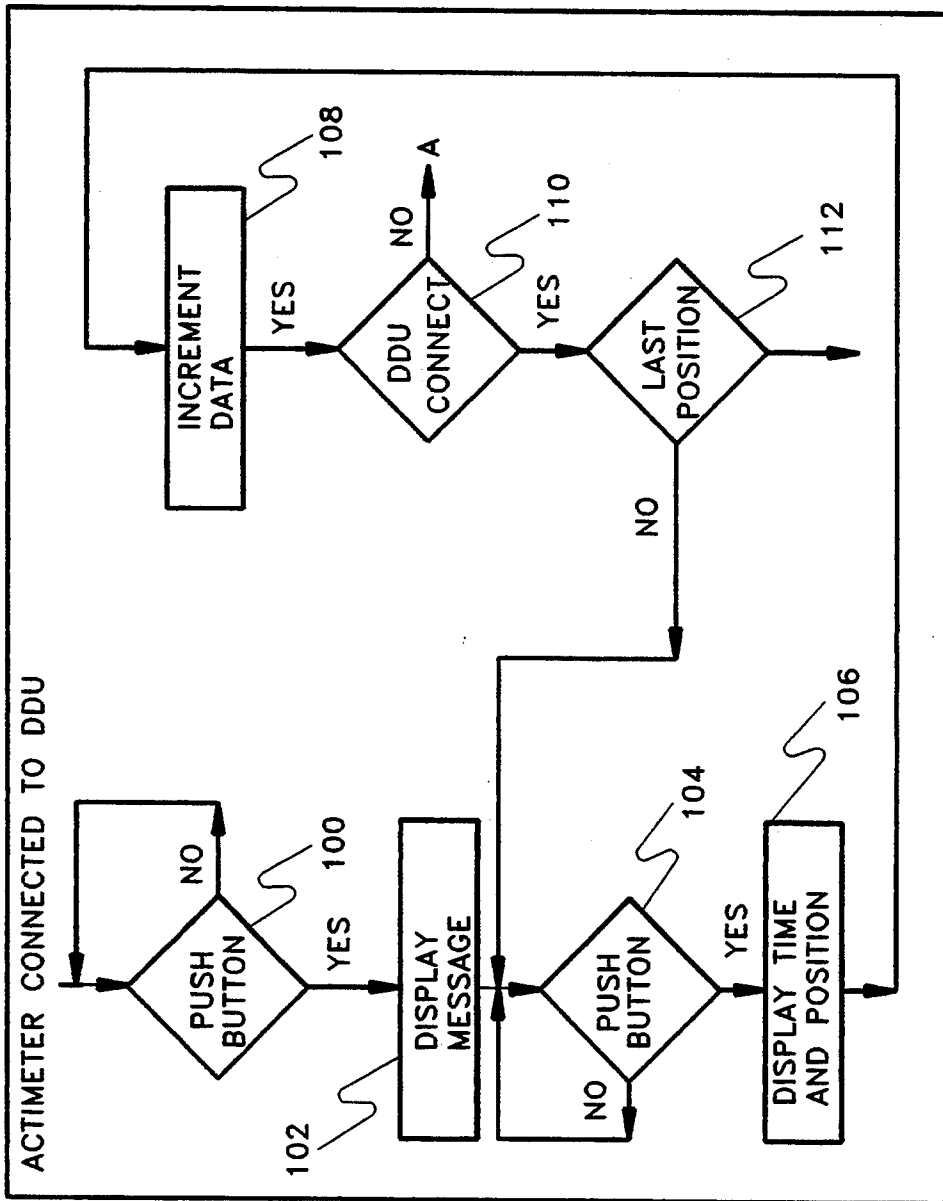 ACTIMETER CONNECTED TO DDU
PUSH
BUTTON
100
NO
YES
DISPLAY
MESSAGE
102
PUSH
BUTTON
104
NO
YES
DISPLAY TIME
AND POSITION
106
INCREMENT
DATA
108
YES
DDU
CONNECT
110
NO
A
YES
LAST
POSITION
112
NO